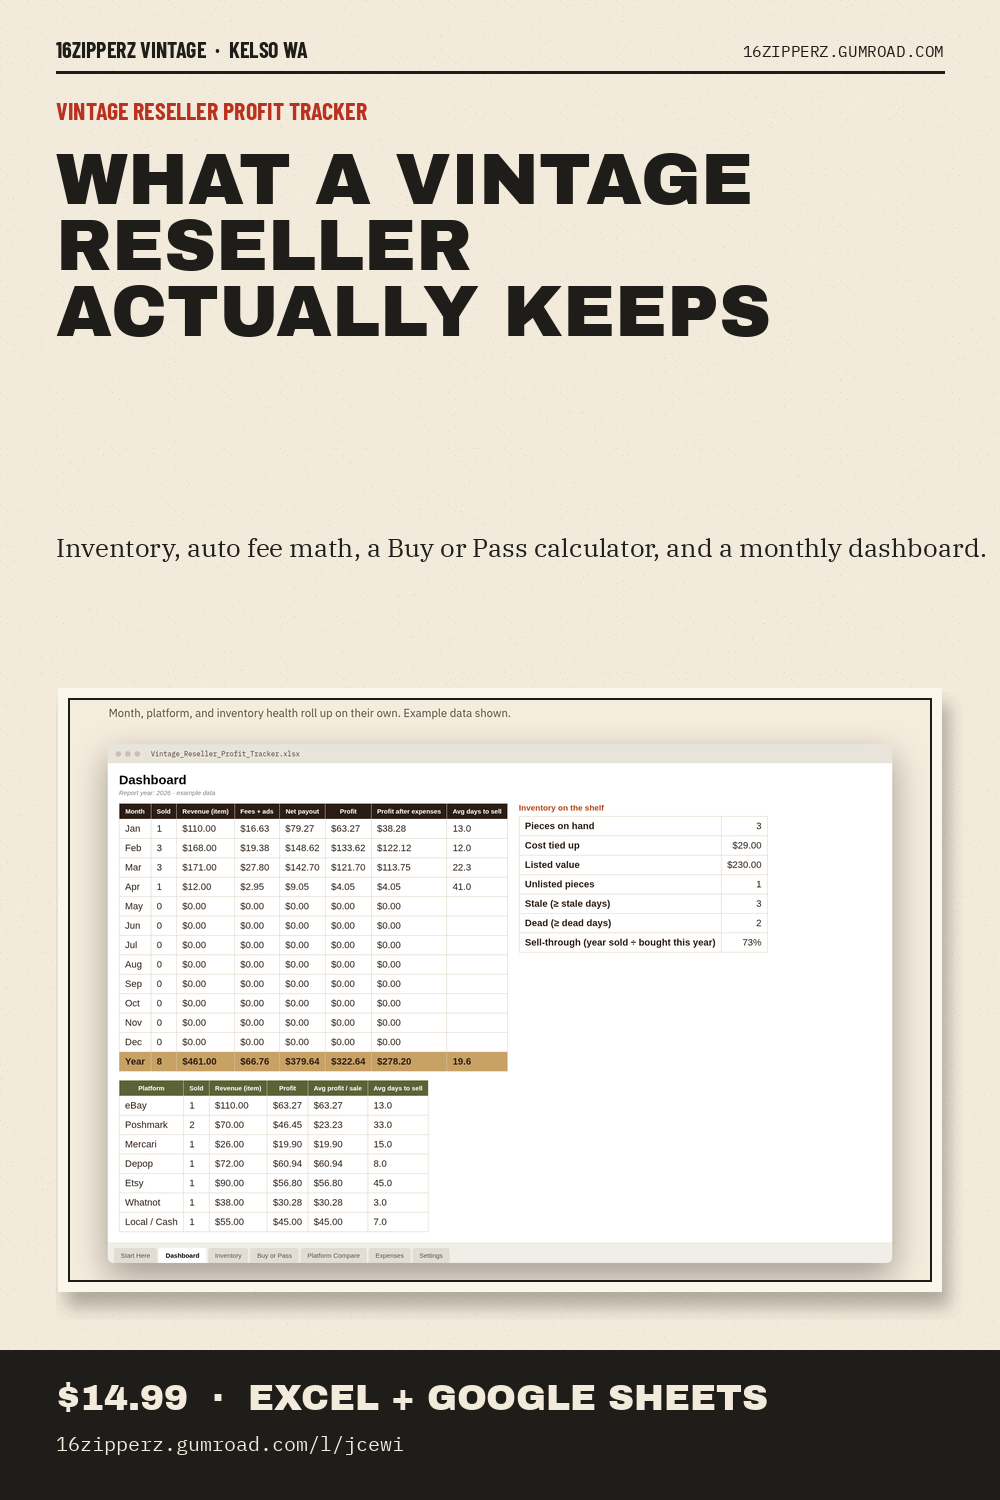 16ZIPPERZ VINTAGE · KELSO WA
16ZIPPERZ.GUMROAD.COM
VINTAGE RESELLER PROFIT TRACKER
WHAT A VINTAGE
RESELLER
ACTUALLY KEEPS
Inventory, auto fee math, a Buy or Pass calculator, and a monthly dashboard.
Month, platform, and inventory health roll up on their own. Example data shown.
Vintage_Reseller_Profit_Tracker.xlsx
Dashboard
Report year: 2026 · example data
Month Sold Revenue (item) Fees + ads Net payout Profit Profit after expenses Avg days to sell
Jan 1 $110.00 $16.63 $79.27 $63.27 $38.28 13.0
Feb 3 $168.00 $19.38 $148.62 $133.62 $122.12 12.0
Mar 3 $171.00 $27.80 $142.70 $121.70 $113.75 22.3
Apr 1 $12.00 $2.95 $9.05 $4.05 $4.05 41.0
May 0 $0.00 $0.00 $0.00 $0.00 $0.00
Jun 0 $0.00 $0.00 $0.00 $0.00 $0.00
Jul 0 $0.00 $0.00 $0.00 $0.00 $0.00
Aug 0 $0.00 $0.00 $0.00 $0.00 $0.00
Sep 0 $0.00 $0.00 $0.00 $0.00 $0.00
Oct 0 $0.00 $0.00 $0.00 $0.00 $0.00
Nov 0 $0.00 $0.00 $0.00 $0.00 $0.00
Dec 0 $0.00 $0.00 $0.00 $0.00 $0.00
Year 8 $461.00 $66.76 $379.64 $322.64 $278.20 19.6
Inventory on the shelf
Pieces on hand 3
Cost tied up $29.00
Listed value $230.00
Unlisted pieces 1
Stale (≥ stale days) 3
Dead (≥ dead days) 2
Sell-through (year sold ÷ bought this year) 73%
Platform Sold Revenue (item) Profit Avg profit / sale Avg days to sell
eBay 1 $110.00 $63.27 $63.27 13.0
Poshmark 2 $70.00 $46.45 $23.23 33.0
Mercari 1 $26.00 $19.90 $19.90 15.0
Depop 1 $72.00 $60.94 $60.94 8.0
Etsy 1 $90.00 $56.80 $56.80 45.0
Whatnot 1 $38.00 $30.28 $30.28 3.0
Local / Cash 1 $55.00 $45.00 $45.00 7.0
Start Here Dashboard Inventory Buy or Pass Platform Compare Expenses Settings
$14.99 · EXCEL + GOOGLE SHEETS
16zipperz.gumroad.com/l/jcewi